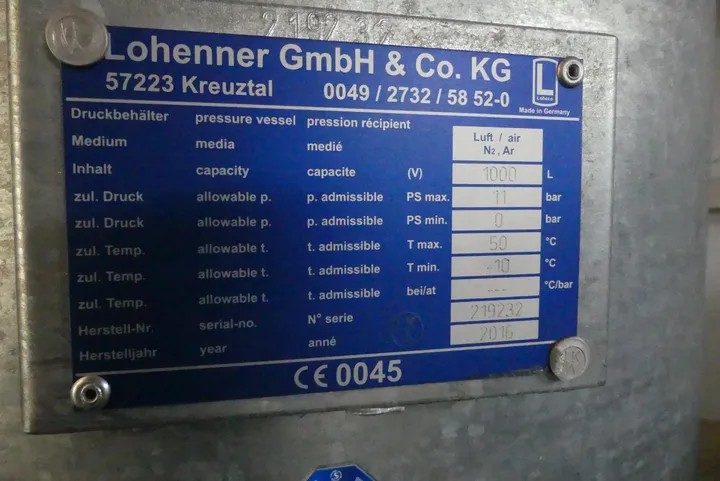 219232
Lohenner GmbH & Co. KG
57223 Kreuztal 0049 / 2732 / 58 52-0
L
Loheco
Made in Germany
Druckbehälter pressure vessel pression récipient
Medium media medié Luft / air
N₂, Ar
Inhalt capacity capacite (V) 1000 L
zul. Druck allowable p. p. admissible PS max. 11 bar
zul. Druck allowable p. p. admissible PS min. 0 bar
zul. Temp. allowable t. t. admissible T max. 50 °C
zul. Temp. allowable t. t. admissible T min. -10 °C
zul. Temp. allowable t. t. admissible bei/at --- °C/bar
Herstell-Nr. serial-no. N° serie 219232
Herstelljahr year anné 2016
CE 0045